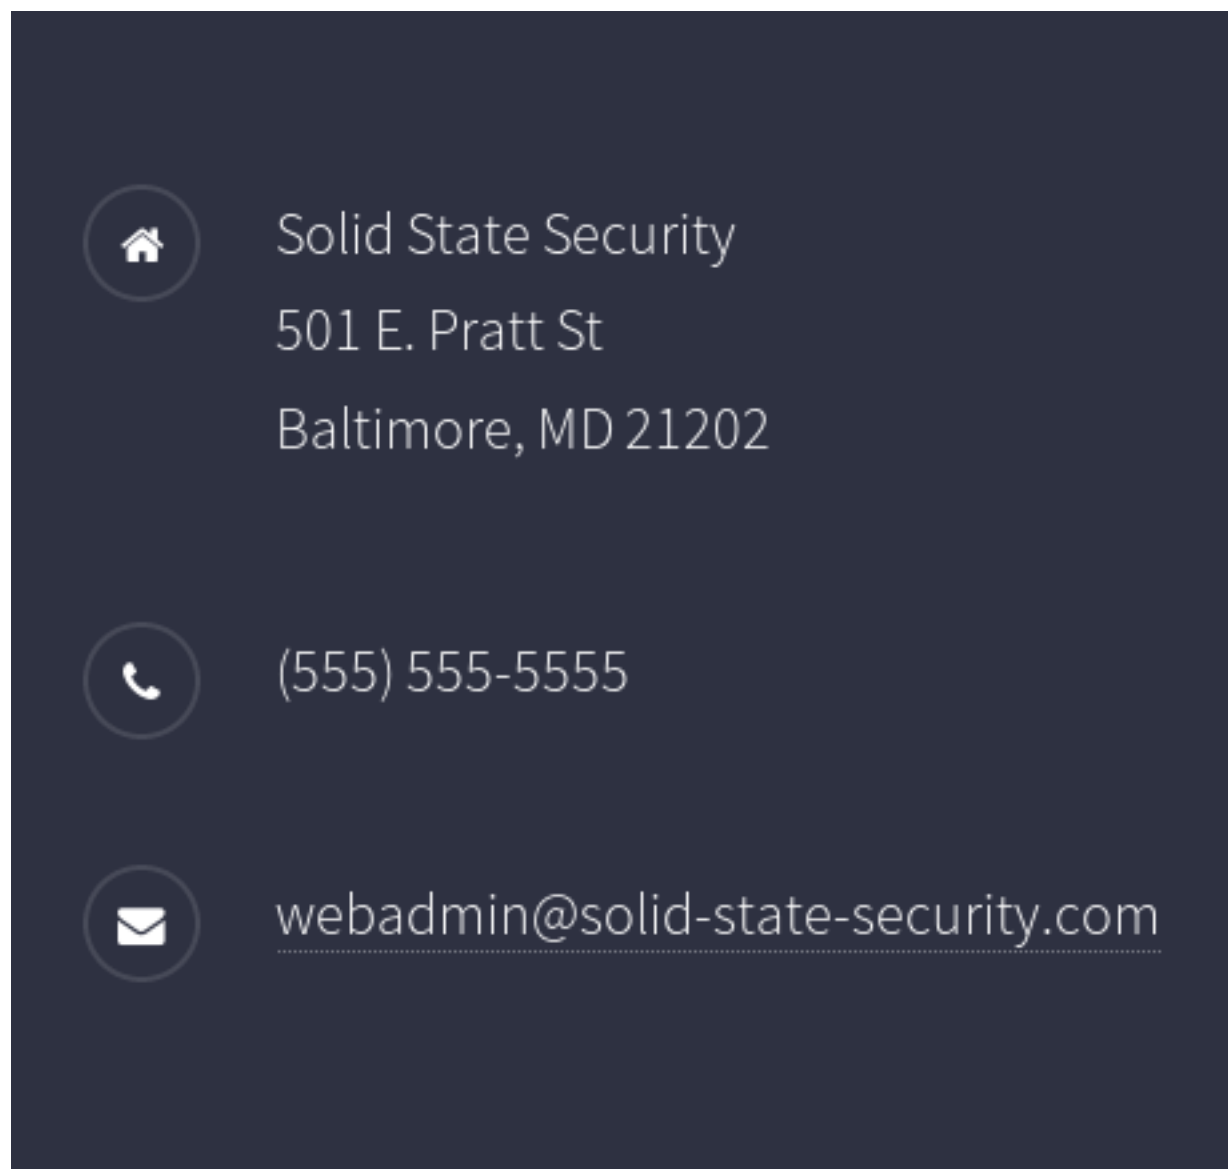 Solid State Security
501 E. Pratt St
Baltimore, MD 21202
(555) 555-5555
webadmin@solid-state-security.com